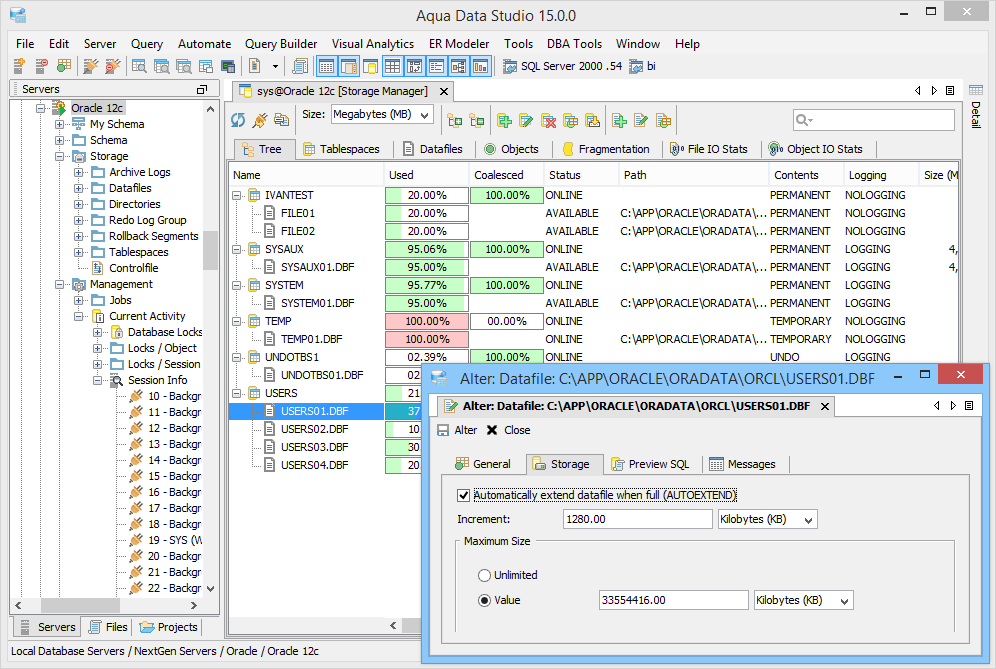 Aqua Data Studio 15.0.0
File Edit Server Query Automate Query Builder Visual Analytics ER Modeler Tools DBA Tools Window Help
SQL Server 2000 .54 bi
Servers
sys@Oracle 12c [Storage Manager]
Detail
Oracle 12c
My Schema
Schema
Storage
Archive Logs
Datafiles
Directories
Redo Log Group
Rollback Segments
Tablespaces
Controlfile
Management
Jobs
Current Activity
Database Locks
Locks / Object
Locks / Session
Session Info
10 - Backgr
11 - Backgr
12 - Backgr
13 - Backgr
14 - Backgr
15 - Backgr
16 - Backgr
17 - Backgr
18 - Backgr
19 - SYS (W
20 - Backgr
21 - Backgr
22 - Backgr
Servers Files Projects
Size: Megabytes (MB)
Tree Tablespaces Datafiles Objects Fragmentation File IO Stats Object IO Stats
Name Used Coalesced Status Path Contents Logging Size (M
IVANTEST 20.00% 100.00% ONLINE PERMANENT NOLOGGING
FILE01 20.00% AVAILABLE C:\APP\ORACLE\ORADATA\... PERMANENT NOLOGGING
FILE02 20.00% AVAILABLE C:\APP\ORACLE\ORADATA\... PERMANENT NOLOGGING
SYSAUX 95.06% 100.00% ONLINE PERMANENT LOGGING 4,
SYSAUX01.DBF 95.00% AVAILABLE C:\APP\ORACLE\ORADATA\... PERMANENT LOGGING 4,
SYSTEM 95.77% 100.00% ONLINE PERMANENT LOGGING
SYSTEM01.DBF 95.00% AVAILABLE C:\APP\ORACLE\ORADATA\... PERMANENT LOGGING
TEMP 100.00% 00.00% ONLINE TEMPORARY NOLOGGING
TEMP01.DBF 100.00% AVAILABLE C:\APP\ORACLE\ORADATA\... TEMPORARY NOLOGGING
UNDOTBS1 02.39% 100.00% ONLINE UNDO LOGGING
UNDOTBS01.DBF 02.
USERS 21
USERS01.DBF 37
USERS02.DBF 10.
USERS03.DBF 30
USERS04.DBF 20
Alter: Datafile: C:\APP\ORACLE\ORADATA\ORCL\USERS01.DBF
Alter: Datafile: C:\APP\ORACLE\ORADATA\ORCL\USERS01.DBF
Alter Close
General Storage Preview SQL Messages
Automatically extend datafile when full (AUTOEXTEND)
Increment: 1280.00 Kilobytes (KB)
Maximum Size
Unlimited
Value 33554416.00 Kilobytes (KB)
Local Database Servers / NextGen Servers / Oracle / Oracle 12c